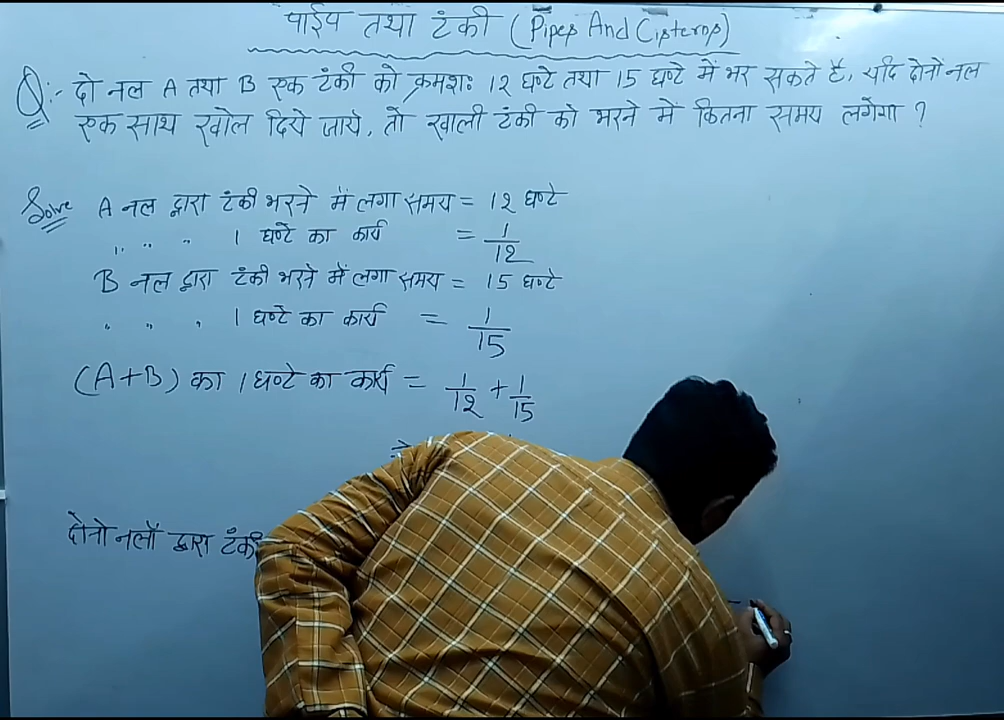 पाईप तथा टंकी (Pipes And Cisterns)
Q:- दो नल A तथा B एक टंकी को क्रमशः 12 घण्टे तथा 15 घण्टे में भर सकते है, यदि दोनो नल
एक साथ खोल दिये जाये, तो खाली टंकी को भरने में कितना समय लगेगा ?
Solve A नल द्वारा टंकी भरने में लगा समय = 12 घण्टे
" " " 1 घण्टे का कार्य = 1/12
B नल द्वारा टंकी भरने में लगा समय = 15 घण्टे
" " " 1 घण्टे का कार्य = 1/15
(A+B) का 1 घण्टे का कार्य = 1/12 + 1/15
दोनो नलों द्वारा टंकी